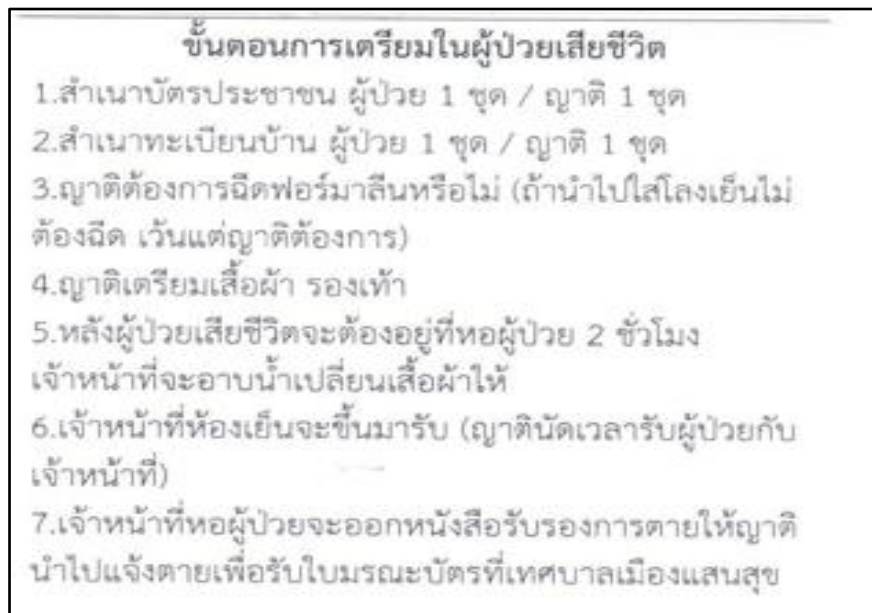 ขั้นตอนการเตรียมในผู้ป่วยเสียชีวิต
1.สำเนาบัตรประชาชน ผู้ป่วย 1 ชุด / ญาติ 1 ชุด
2.สำเนาทะเบียนบ้าน ผู้ป่วย 1 ชุด / ญาติ 1 ชุด
3.ญาติต้องการฉีดฟอร์มาลีนหรือไม่ (ถ้านำไปใส่โลงเย็นไม่
ต้องฉีด เว้นแต่ญาติต้องการ)
4.ญาติเตรียมเสื้อผ้า รองเท้า
5.หลังผู้ป่วยเสียชีวิตจะต้องอยู่ที่หอผู้ป่วย 2 ชั่วโมง
เจ้าหน้าที่จะอาบน้ำเปลี่ยนเสื้อผ้าให้
6.เจ้าหน้าที่ห้องเย็นจะขึ้นมารับ (ญาตินัดเวลารับผู้ป่วยกับ
เจ้าหน้าที่)
7.เจ้าหน้าที่หอผู้ป่วยจะออกหนังสือรับรองการตายให้ญาติ
นำไปแจ้งตายเพื่อรับใบมรณะบัตรที่เทศบาลเมืองแสนสุข